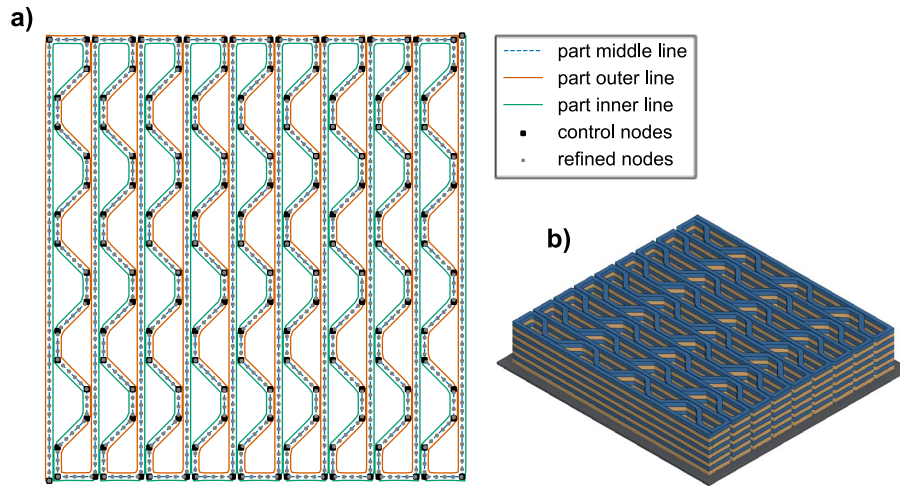 a)
part middle line
part outer line
part inner line
control nodes
refined nodes
b)